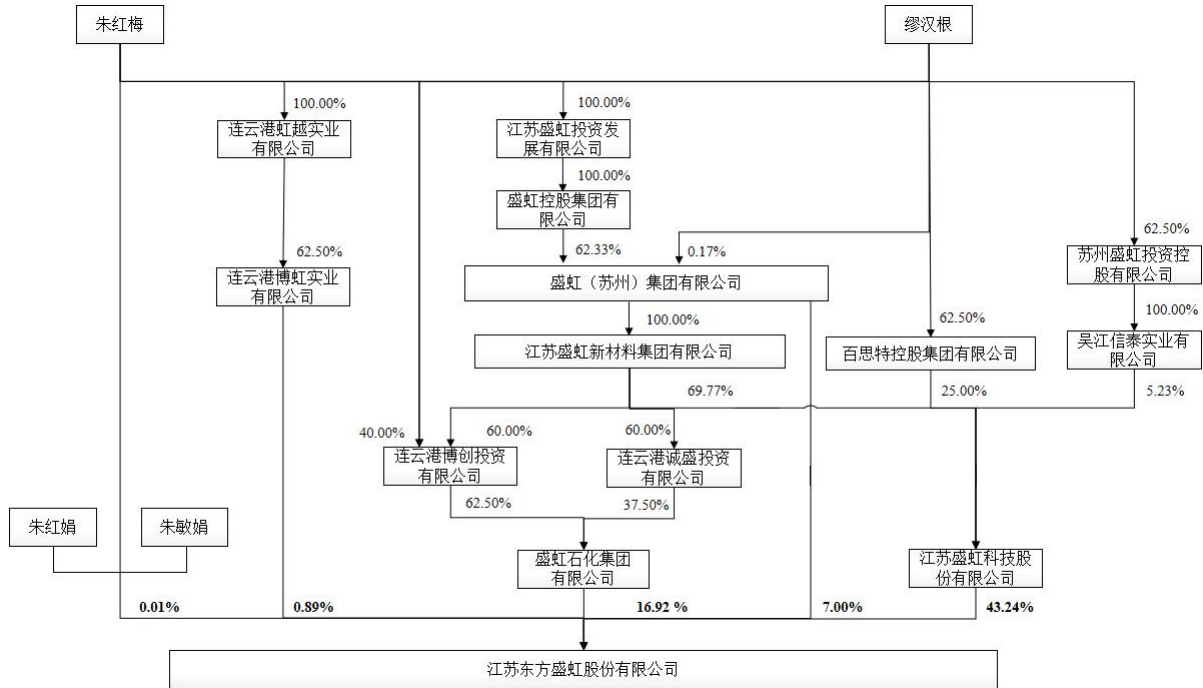 朱红梅
缪汉根
100.00%
100.00%
连云港虹越实业
有限公司
江苏盛虹投资发
展有限公司
100.00%
盛虹控股集团有
限公司
62.50%
62.33%
0.17%
62.50%
连云港博虹实业
有限公司
盛虹（苏州）集团有限公司
苏州盛虹投资控
股有限公司
100.00%
62.50%
100.00%
江苏盛虹新材料集团有限公司
百思特控股集团有限公司
吴江信泰实业有
限公司
69.77%
25.00%
5.23%
40.00%
60.00%
60.00%
连云港博创投资
有限公司
连云港诚盛投资
有限公司
62.50%
37.50%
朱红娟
朱敏娟
盛虹石化集团
有限公司
江苏盛虹科技股
份有限公司
0.01%
0.89%
16.92 %
7.00%
43.24%
江苏东方盛虹股份有限公司